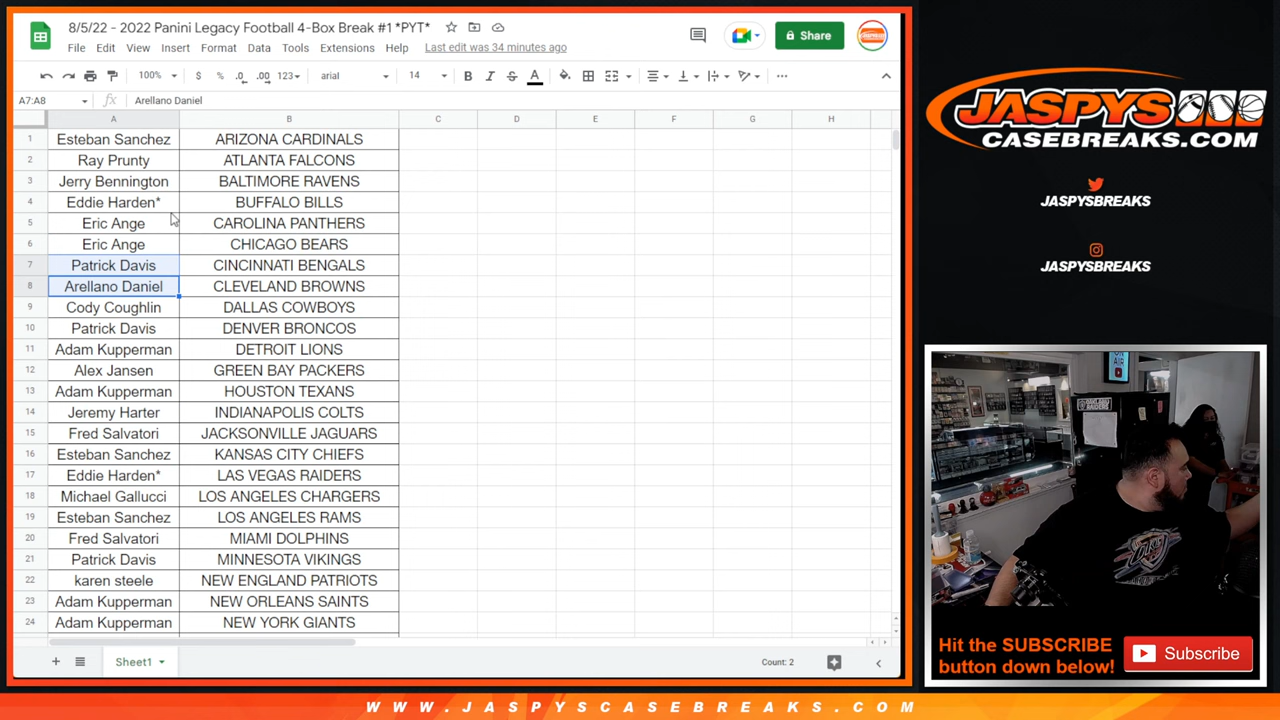 8/5/22 - 2022 Panini Legacy Football 4-Box Break #1 *PYT*
File Edit View Insert Format Data Tools Extensions Help Last edit was 34 minutes ago
Share
100% $ % .0 .00 123 arial 14 B I S A
A7:A8 fx Arellano Daniel
A B C D E F G H
1 Esteban Sanchez ARIZONA CARDINALS
2 Ray Prunty ATLANTA FALCONS
3 Jerry Bennington BALTIMORE RAVENS
4 Eddie Harden* BUFFALO BILLS
5 Eric Ange CAROLINA PANTHERS
6 Eric Ange CHICAGO BEARS
7 Patrick Davis CINCINNATI BENGALS
8 Arellano Daniel CLEVELAND BROWNS
9 Cody Coughlin DALLAS COWBOYS
10 Patrick Davis DENVER BRONCOS
11 Adam Kupperman DETROIT LIONS
12 Alex Jansen GREEN BAY PACKERS
13 Adam Kupperman HOUSTON TEXANS
14 Jeremy Harter INDIANAPOLIS COLTS
15 Fred Salvatori JACKSONVILLE JAGUARS
16 Esteban Sanchez KANSAS CITY CHIEFS
17 Eddie Harden* LAS VEGAS RAIDERS
18 Michael Gallucci LOS ANGELES CHARGERS
19 Esteban Sanchez LOS ANGELES RAMS
20 Fred Salvatori MIAMI DOLPHINS
21 Patrick Davis MINNESOTA VIKINGS
22 karen steele NEW ENGLAND PATRIOTS
23 Adam Kupperman NEW ORLEANS SAINTS
24 Adam Kupperman NEW YORK GIANTS
Sheet1
Count: 2
JASPYS
CASEBREAKS.COM
JASPYSBREAKS
JASPYSBREAKS
ON
AIR
Hit the SUBSCRIBE
button down below!
Subscribe
WWW.JASPYSCASEBREAKS.COM